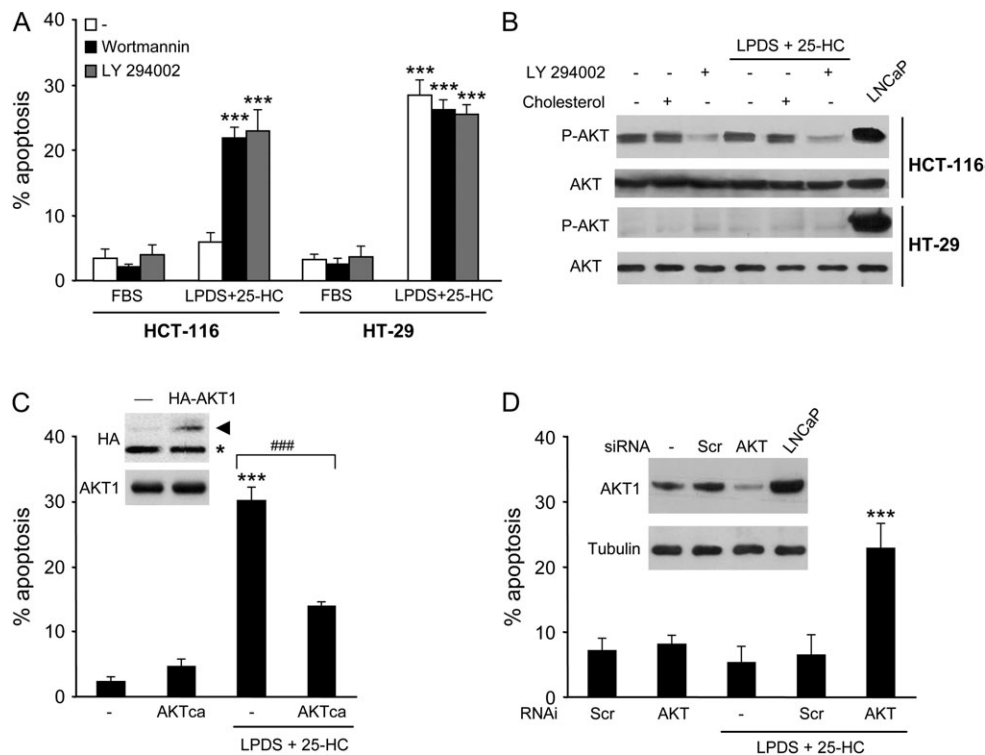 A
40
30
20
10
0
% apoptosis
-
Wortmannin
LY 294002
***
***
***
***
***
FBS
LPDS+25-HC
FBS
LPDS+25-HC
HCT-116
HT-29
B
LPDS + 25-HC
LY 294002 - - + - - + LNCaP
Cholesterol - + - - + -
P-AKT
AKT
HCT-116
P-AKT
AKT
HT-29
C
— HA-AKT1
HA
*
AKT1
40
30
20
10
0
% apoptosis
***
###
- AKTca - AKTca
LPDS + 25-HC
D
siRNA - Scr AKT LNCaP
AKT1
Tubulin
40
30
20
10
0
% apoptosis
***
RNAi Scr AKT - Scr AKT
LPDS + 25-HC